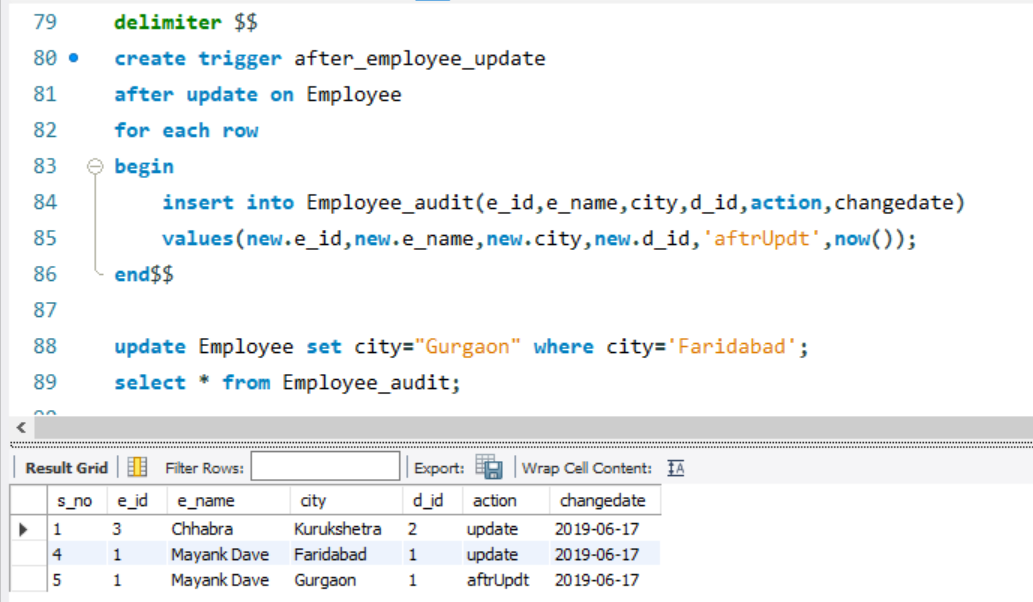 79 delimiter $$
80 create trigger after_employee_update
81 after update on Employee
82 for each row
83 begin
84 insert into Employee_audit(e_id,e_name,city,d_id,action,changedate)
85 values(new.e_id,new.e_name,new.city,new.d_id,'aftrUpdt',now());
86 end$$
87
88 update Employee set city="Gurgaon" where city='Faridabad';
89 select * from Employee_audit;
Result Grid Filter Rows: Export: Wrap Cell Content: IA
s_no e_id e_name city d_id action changedate
1 3 Chhabra Kurukshetra 2 update 2019-06-17
4 1 Mayank Dave Faridabad 1 update 2019-06-17
5 1 Mayank Dave Gurgaon 1 aftrUpdt 2019-06-17